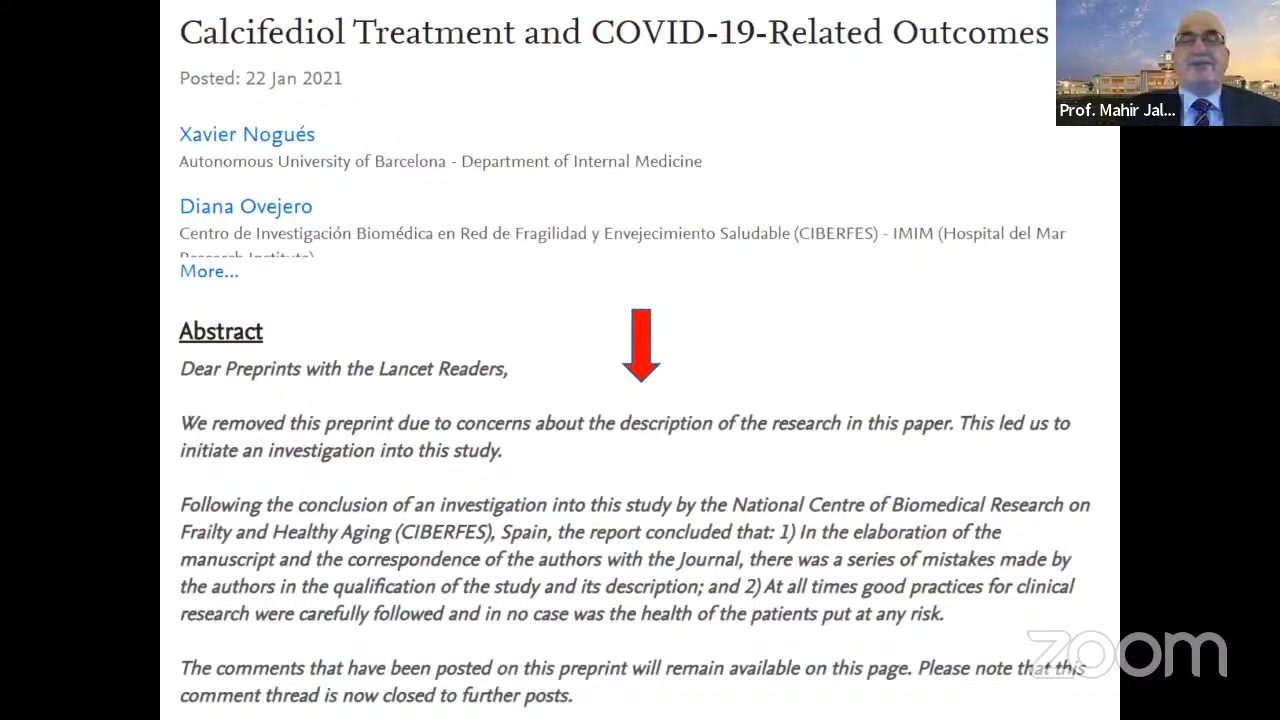 Calcifediol Treatment and COVID-19-Related Outcomes
Posted: 22 Jan 2021
Prof. Mahir Jal...
Xavier Nogués
Autonomous University of Barcelona - Department of Internal Medicine
Diana Ovejero
Centro de Investigación Biomédica en Red de Fragilidad y Envejecimiento Saludable (CIBERFES) - IMIM (Hospital del Mar
Research Institute)
More...
Abstract
Dear Preprints with the Lancet Readers,
We removed this preprint due to concerns about the description of the research in this paper. This led us to
initiate an investigation into this study.
Following the conclusion of an investigation into this study by the National Centre of Biomedical Research on
Frailty and Healthy Aging (CIBERFES), Spain, the report concluded that: 1) In the elaboration of the
manuscript and the correspondence of the authors with the Journal, there was a series of mistakes made by
the authors in the qualification of the study and its description; and 2) At all times good practices for clinical
research were carefully followed and in no case was the health of the patients put at any risk.
The comments that have been posted on this preprint will remain available on this page. Please note that this
comment thread is now closed to further posts.
zoom